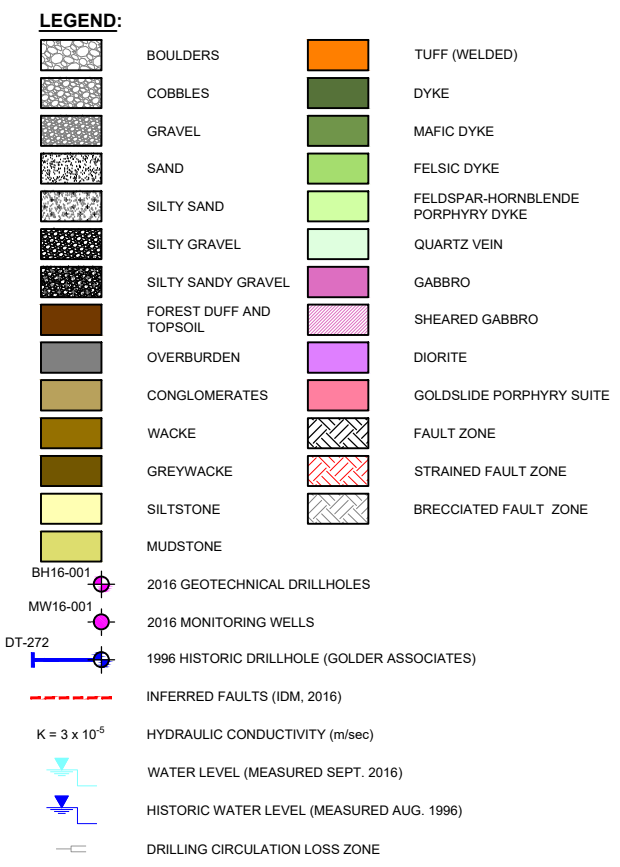 LEGEND:
BOULDERS
COBBLES
GRAVEL
SAND
SILTY SAND
SILTY GRAVEL
SILTY SANDY GRAVEL
FOREST DUFF AND
TOPSOIL
OVERBURDEN
CONGLOMERATES
WACKE
GREYWACKE
SILTSTONE
MUDSTONE
TUFF (WELDED)
DYKE
MAFIC DYKE
FELSIC DYKE
FELDSPAR-HORNBLENDE
PORPHYRY DYKE
QUARTZ VEIN
GABBRO
SHEARED GABBRO
DIORITE
GOLDSLIDE PORPHYRY SUITE
FAULT ZONE
STRAINED FAULT ZONE
BRECCIATED FAULT ZONE
BH16-001
2016 GEOTECHNICAL DRILLHOLES
MW16-001
2016 MONITORING WELLS
DT-272
1996 HISTORIC DRILLHOLE (GOLDER ASSOCIATES)
INFERRED FAULTS (IDM, 2016)
K = 3 x 10⁻⁵ HYDRAULIC CONDUCTIVITY (m/sec)
WATER LEVEL (MEASURED SEPT. 2016)
HISTORIC WATER LEVEL (MEASURED AUG. 1996)
DRILLING CIRCULATION LOSS ZONE